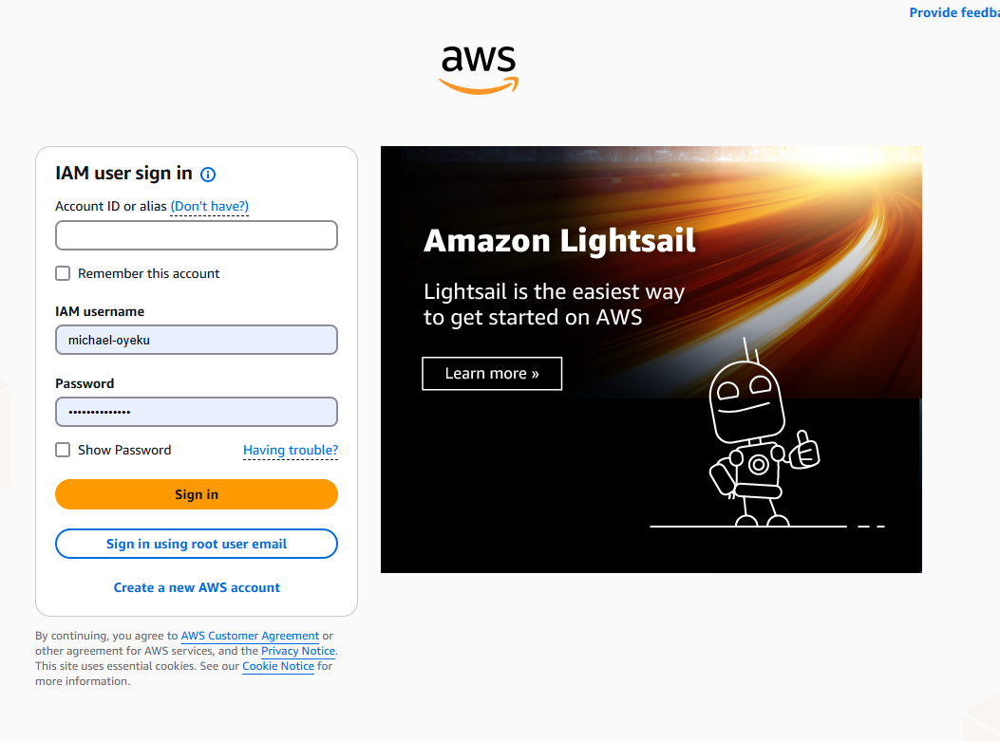 Provide feedba
aws
IAM user sign in
Account ID or alias (Don't have?)
Remember this account
IAM username
michael-oyeku
Password
••••••••••••••
Show Password
Having trouble?
Sign in
Sign in using root user email
Create a new AWS account
By continuing, you agree to AWS Customer Agreement or
other agreement for AWS services, and the Privacy Notice.
This site uses essential cookies. See our Cookie Notice for
more information.
Amazon Lightsail
Lightsail is the easiest way
to get started on AWS
Learn more »